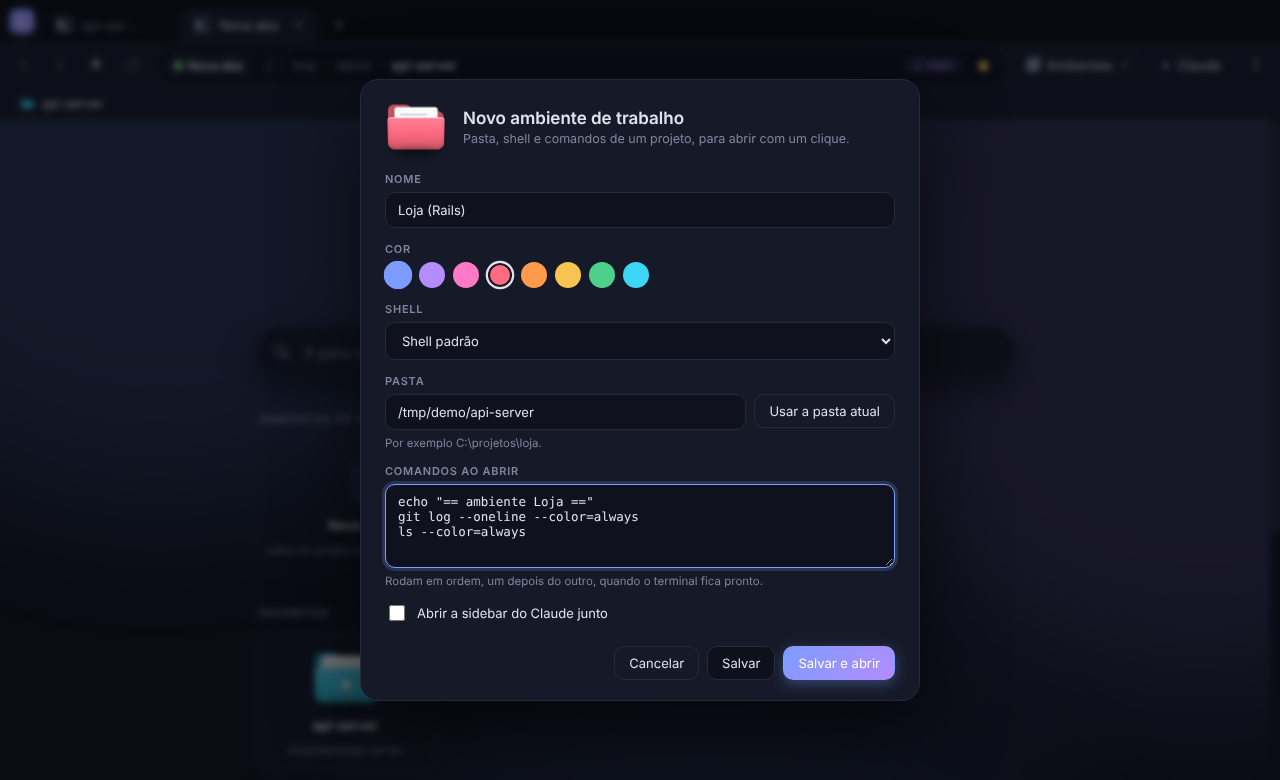 Novo ambiente de trabalho
Pasta, shell e comandos de um projeto, para abrir com um clique.
NOME
Loja (Rails)
COR
SHELL
Shell padrão
PASTA
/tmp/demo/api-server
Usar a pasta atual
Por exemplo C:\projetos\loja.
COMANDOS AO ABRIR
echo "== ambiente Loja =="
git log --oneline --color=always
ls --color=always
Rodam em ordem, um depois do outro, quando o terminal fica pronto.
Abrir a sidebar do Claude junto
Cancelar
Salvar
Salvar e abrir
api-server